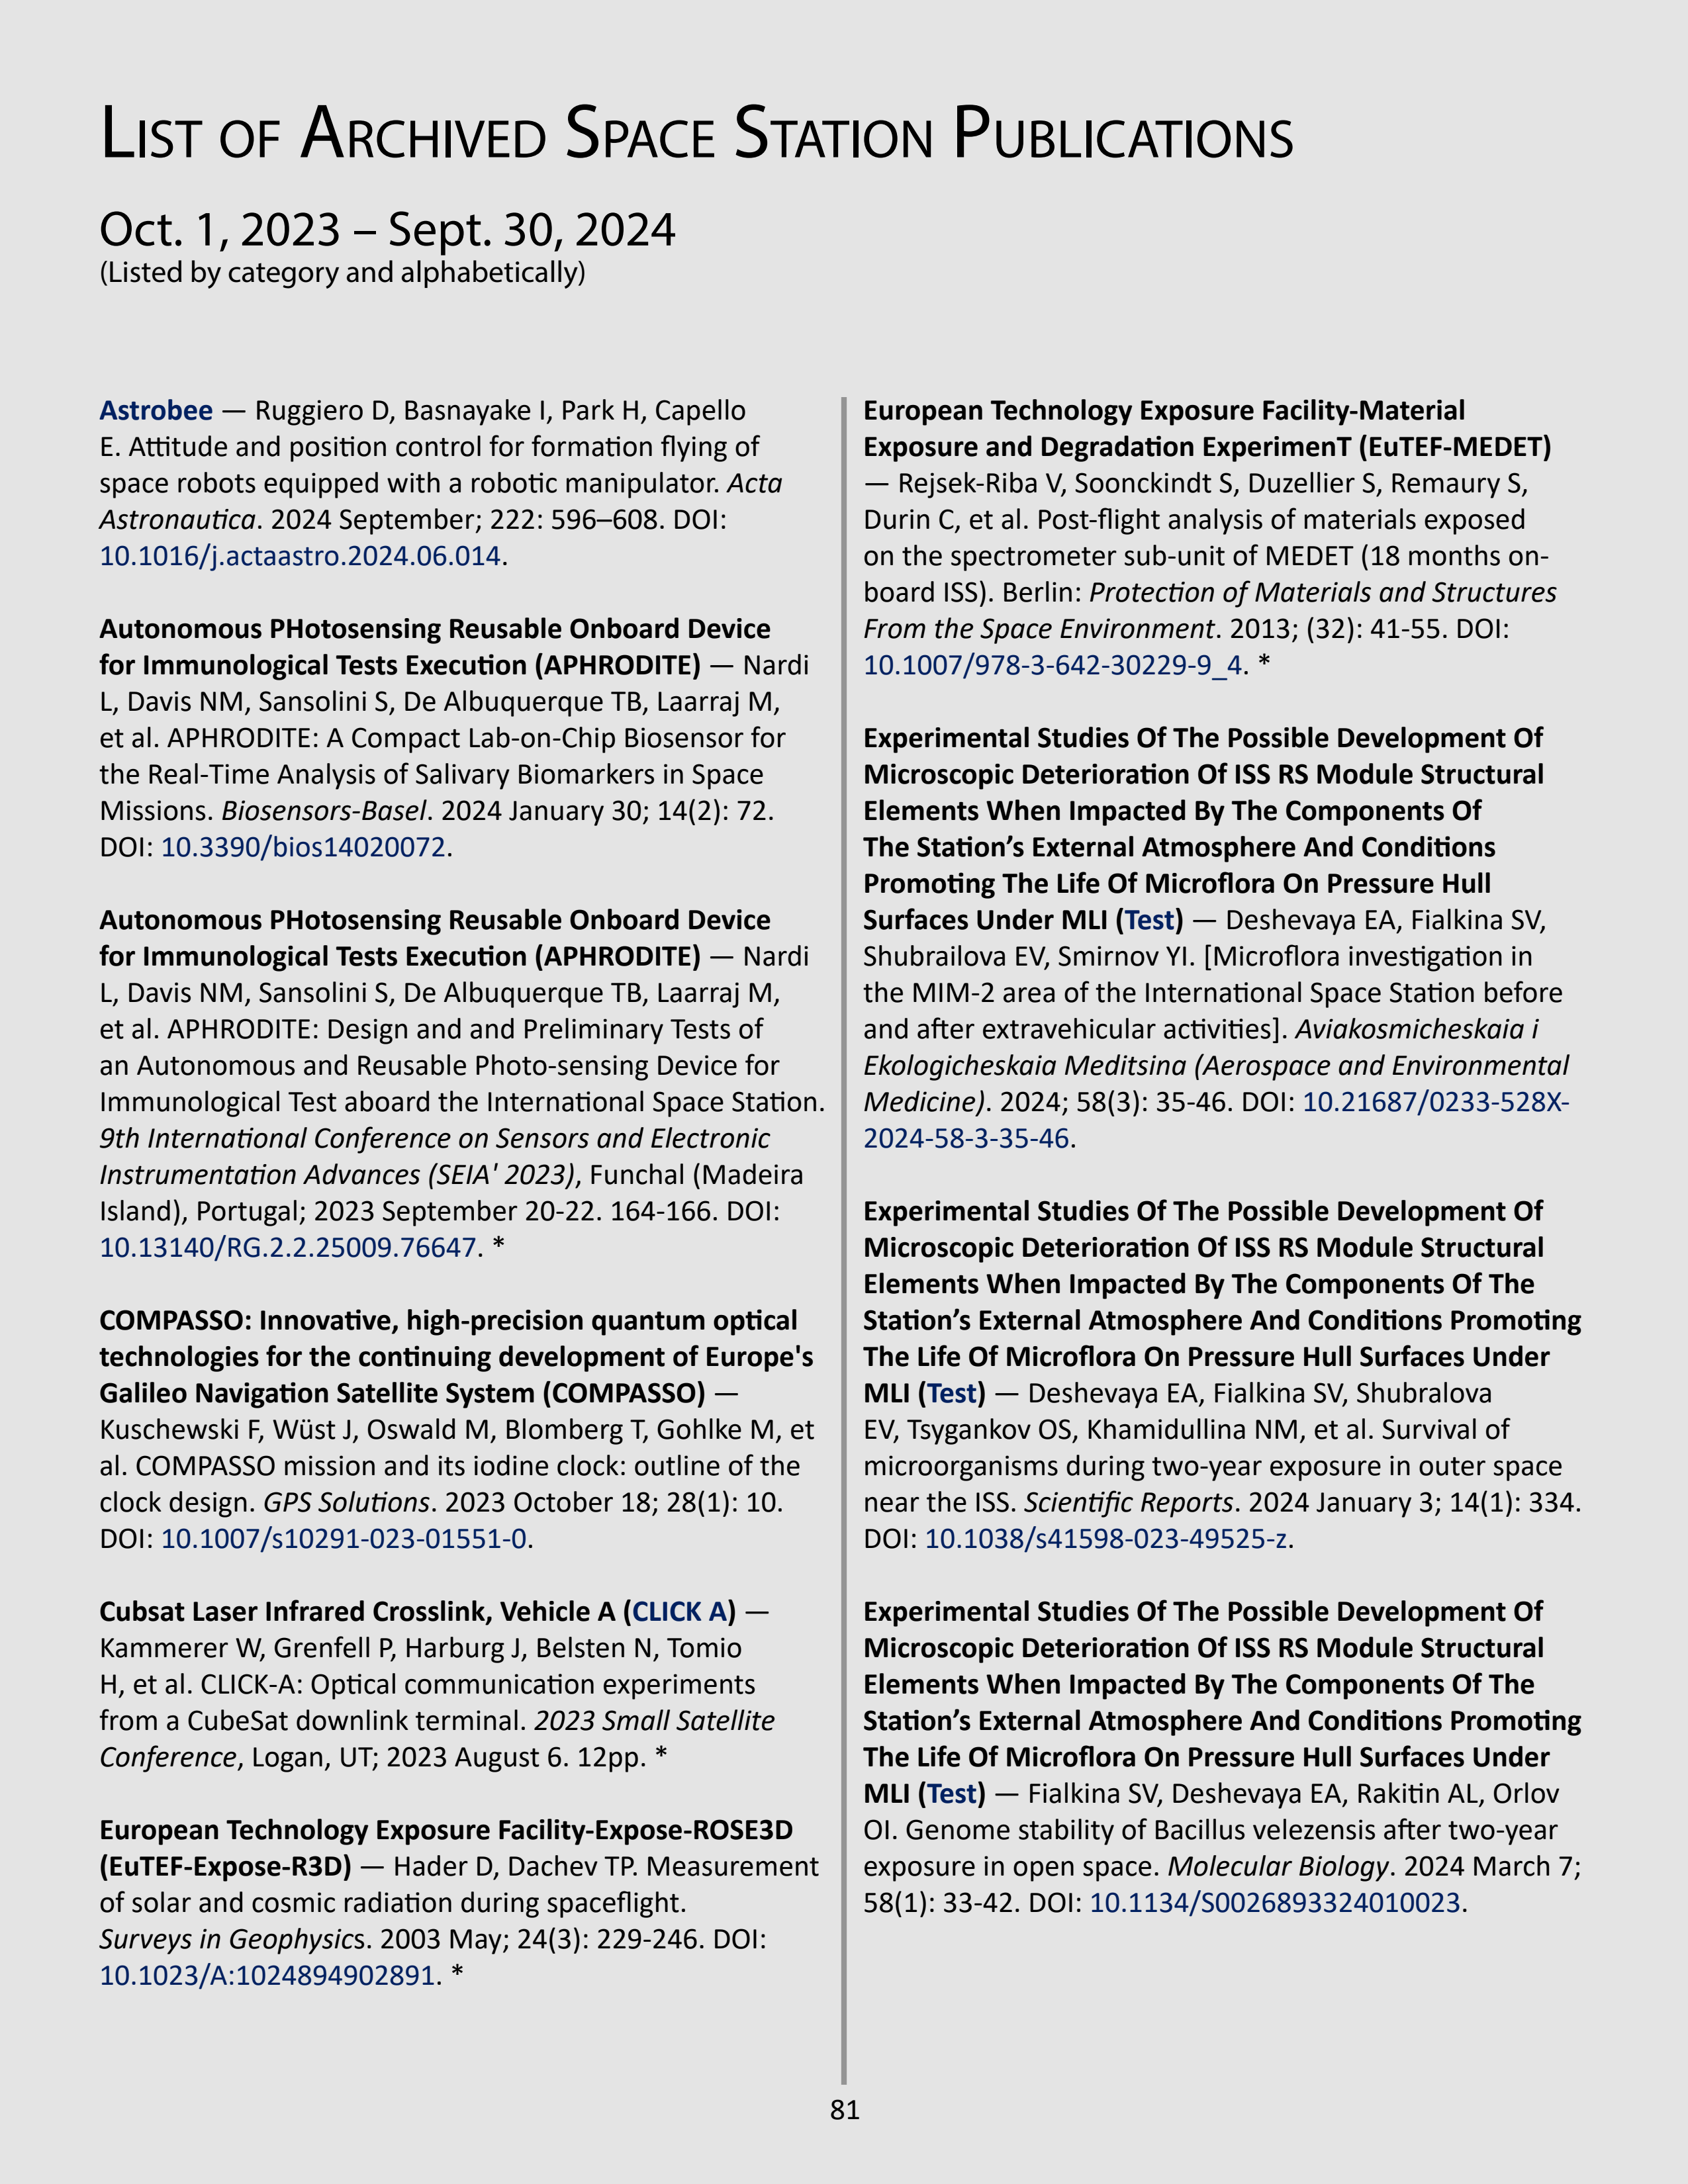 List of Archived Space Station Publications
Oct. 1, 2023 – Sept. 30, 2024
(Listed by category and alphabetically)
Astrobee — Ruggiero D, Basnayake I, Park H, Capello
E. Attitude and position control for formation flying of
space robots equipped with a robotic manipulator. Acta
Astronautica. 2024 September; 222: 596–608. DOI:
10.1016/j.actaastro.2024.06.014.
Autonomous PHotosensing Reusable Onboard Device
for Immunological Tests Execution (APHRODITE) — Nardi
L, Davis NM, Sansolini S, De Albuquerque TB, Laarraj M,
et al. APHRODITE: A Compact Lab-on-Chip Biosensor for
the Real-Time Analysis of Salivary Biomarkers in Space
Missions. Biosensors-Basel. 2024 January 30; 14(2): 72.
DOI: 10.3390/bios14020072.
Autonomous PHotosensing Reusable Onboard Device
for Immunological Tests Execution (APHRODITE) — Nardi
L, Davis NM, Sansolini S, De Albuquerque TB, Laarraj M,
et al. APHRODITE: Design and and Preliminary Tests of
an Autonomous and Reusable Photo-sensing Device for
Immunological Test aboard the International Space Station.
9th International Conference on Sensors and Electronic
Instrumentation Advances (SEIA' 2023), Funchal (Madeira
Island), Portugal; 2023 September 20-22. 164-166. DOI:
10.13140/RG.2.2.25009.76647. *
COMPASSO: Innovative, high-precision quantum optical
technologies for the continuing development of Europe's
Galileo Navigation Satellite System (COMPASSO) —
Kuschewski F, Wüst J, Oswald M, Blomberg T, Gohlke M, et
al. COMPASSO mission and its iodine clock: outline of the
clock design. GPS Solutions. 2023 October 18; 28(1): 10.
DOI: 10.1007/s10291-023-01551-0.
Cubsat Laser Infrared Crosslink, Vehicle A (CLICK A) —
Kammerer W, Grenfell P, Harburg J, Belsten N, Tomio
H, et al. CLICK-A: Optical communication experiments
from a CubeSat downlink terminal. 2023 Small Satellite
Conference, Logan, UT; 2023 August 6. 12pp. *
European Technology Exposure Facility-Expose-ROSE3D
(EuTEF-Expose-R3D) — Hader D, Dachev TP. Measurement
of solar and cosmic radiation during spaceflight.
Surveys in Geophysics. 2003 May; 24(3): 229-246. DOI:
10.1023/A:1024894902891. *
European Technology Exposure Facility-Material
Exposure and Degradation ExperimenT (EuTEF-MEDET)
— Rejsek-Riba V, Soonckindt S, Duzellier S, Remaury S,
Durin C, et al. Post-flight analysis of materials exposed
on the spectrometer sub-unit of MEDET (18 months on-
board ISS). Berlin: Protection of Materials and Structures
From the Space Environment. 2013; (32): 41-55. DOI:
10.1007/978-3-642-30229-9_4. *
Experimental Studies Of The Possible Development Of
Microscopic Deterioration Of ISS RS Module Structural
Elements When Impacted By The Components Of
The Station’s External Atmosphere And Conditions
Promoting The Life Of Microflora On Pressure Hull
Surfaces Under MLI (Test) — Deshevaya EA, Fialkina SV,
Shubrailova EV, Smirnov YI. [Microflora investigation in
the MIM-2 area of the International Space Station before
and after extravehicular activities]. Aviakosmicheskaia i
Ekologicheskaia Meditsina (Aerospace and Environmental
Medicine). 2024; 58(3): 35-46. DOI: 10.21687/0233-528X-
2024-58-3-35-46.
Experimental Studies Of The Possible Development Of
Microscopic Deterioration Of ISS RS Module Structural
Elements When Impacted By The Components Of The
Station’s External Atmosphere And Conditions Promoting
The Life Of Microflora On Pressure Hull Surfaces Under
MLI (Test) — Deshevaya EA, Fialkina SV, Shubralova
EV, Tsygankov OS, Khamidullina NM, et al. Survival of
microorganisms during two-year exposure in outer space
near the ISS. Scientific Reports. 2024 January 3; 14(1): 334.
DOI: 10.1038/s41598-023-49525-z.
Experimental Studies Of The Possible Development Of
Microscopic Deterioration Of ISS RS Module Structural
Elements When Impacted By The Components Of The
Station’s External Atmosphere And Conditions Promoting
The Life Of Microflora On Pressure Hull Surfaces Under
MLI (Test) — Fialkina SV, Deshevaya EA, Rakitin AL, Orlov
OI. Genome stability of Bacillus velezensis after two-year
exposure in open space. Molecular Biology. 2024 March 7;
58(1): 33-42. DOI: 10.1134/S0026893324010023.
81